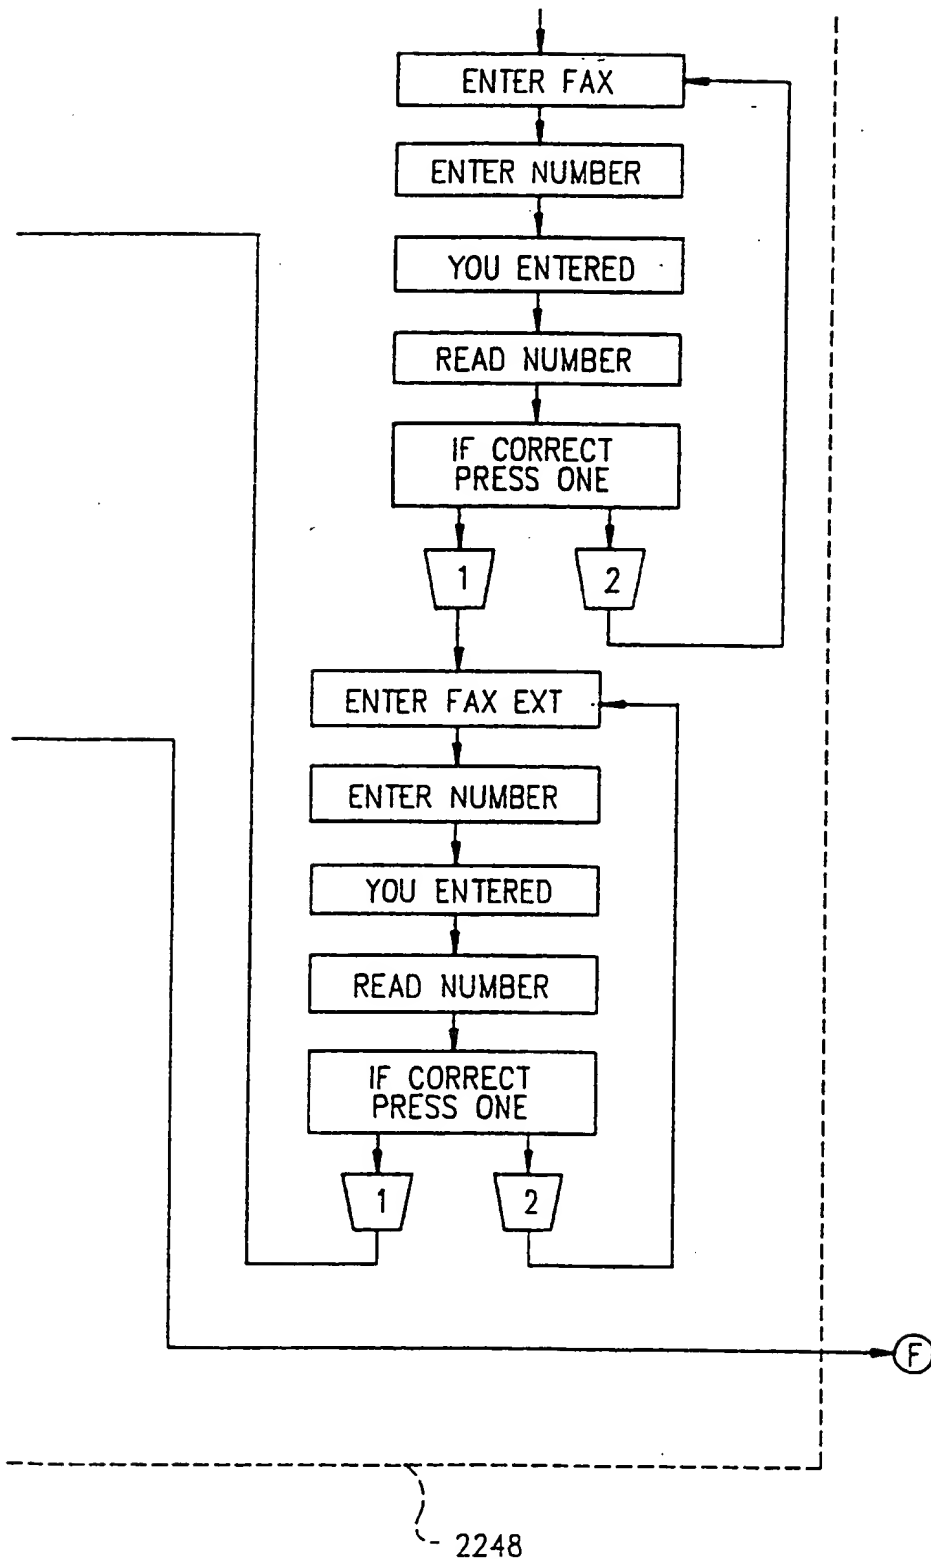 ENTER FAX
ENTER NUMBER
YOU ENTERED
READ NUMBER
IF CORRECT
PRESS ONE
1 2
ENTER FAX EXT
ENTER NUMBER
YOU ENTERED
READ NUMBER
IF CORRECT
PRESS ONE
1 2
F
2248